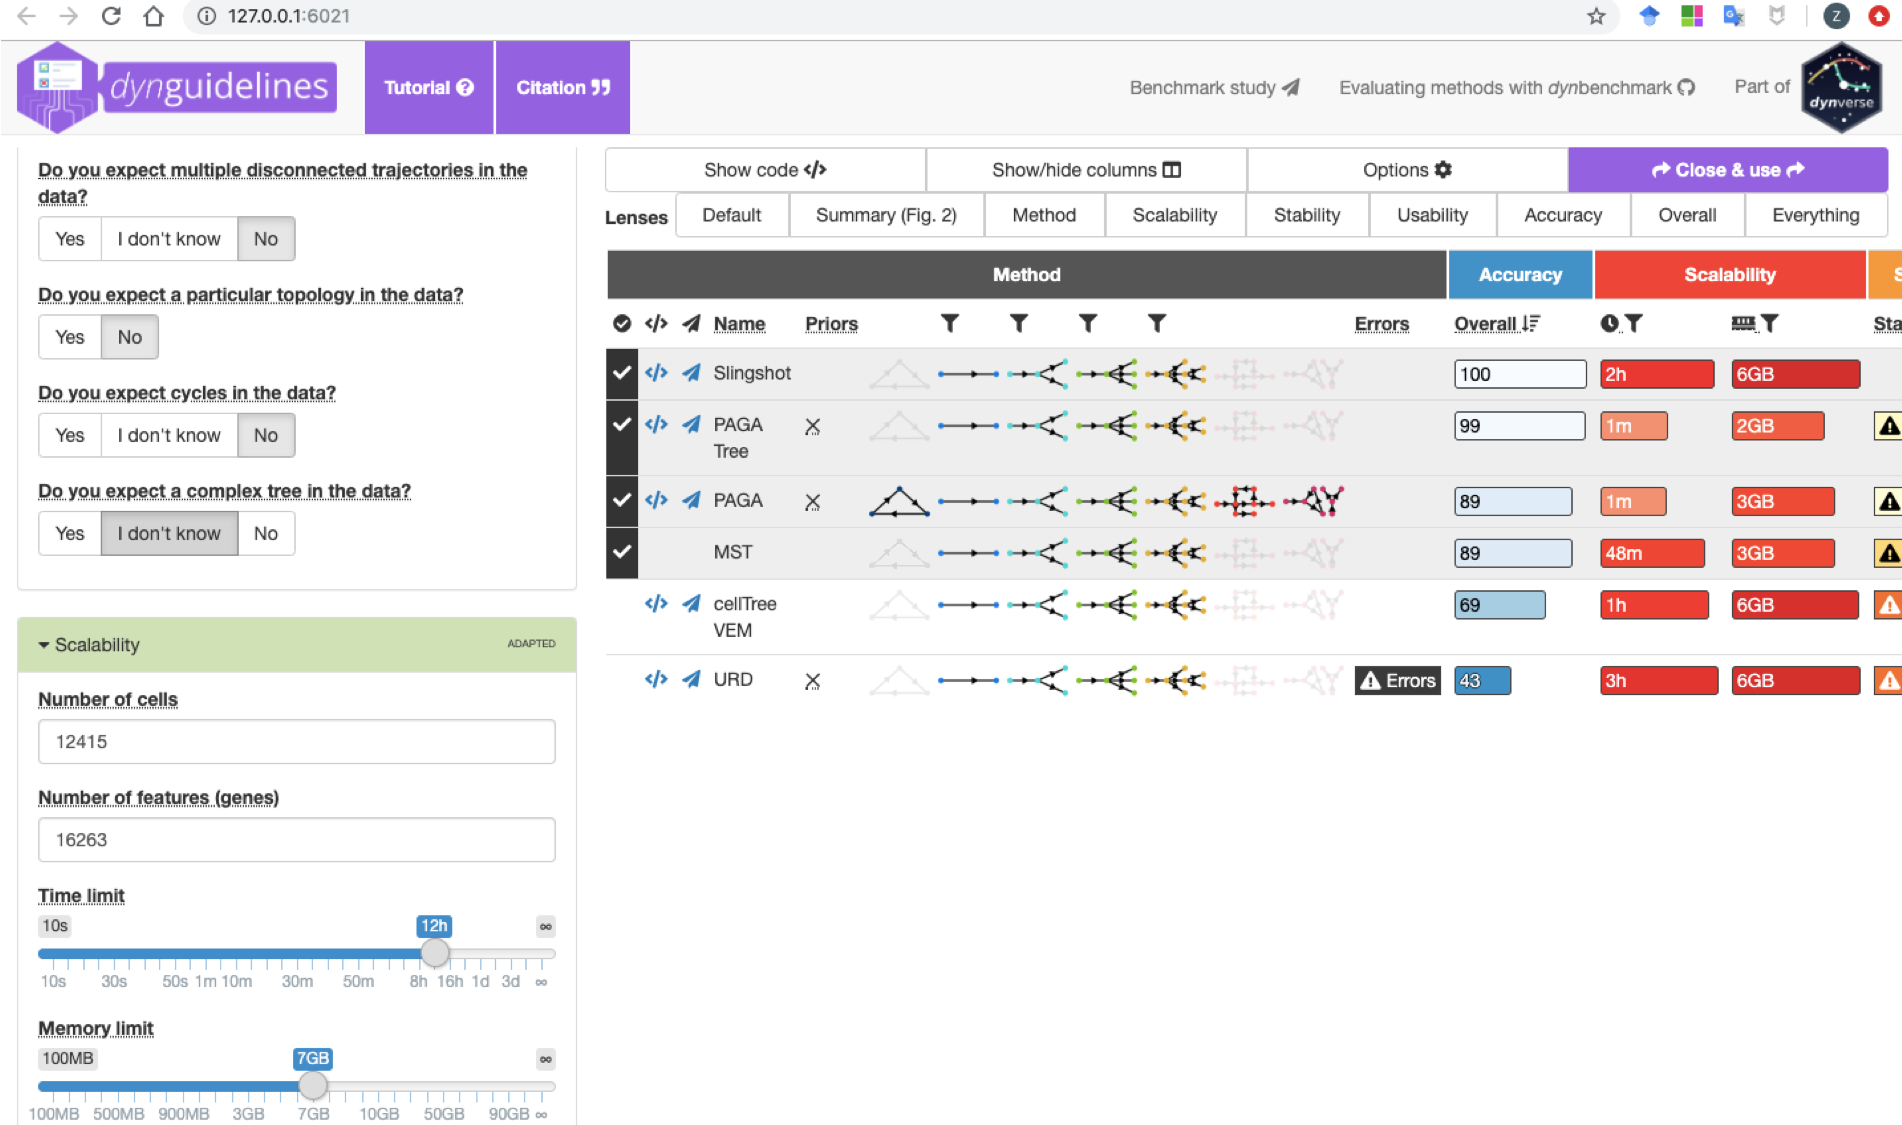 127.0.0.1:6021
Z
dynguidelines
Tutorial
Citation
Benchmark study
Evaluating methods with dynbenchmark
Part of
dynverse
Do you expect multiple disconnected trajectories in the
data?
Yes I don't know No
Do you expect a particular topology in the data?
Yes No
Do you expect cycles in the data?
Yes I don't know No
Do you expect a complex tree in the data?
Yes I don't know No
Scalability ADAPTED
Number of cells
12415
Number of features (genes)
16263
Time limit
10s 12h ∞
10s 30s 50s 1m 10m 30m 50m 8h 16h 1d 3d ∞
Memory limit
100MB 7GB ∞
100MB 500MB 900MB 3GB 7GB 10GB 50GB 90GB ∞
Show code </> Show/hide columns Options Close & use
Lenses Default Summary (Fig. 2) Method Scalability Stability Usability Accuracy Overall Everything
Method Accuracy Scalability S
</> Name Priors Errors Overall Sta
</> Slingshot 100 2h 6GB
</> PAGA Tree 99 1m 2GB
</> PAGA 89 1m 3GB
MST 89 48m 3GB
</> cellTree VEM 69 1h 6GB
</> URD Errors 43 3h 6GB